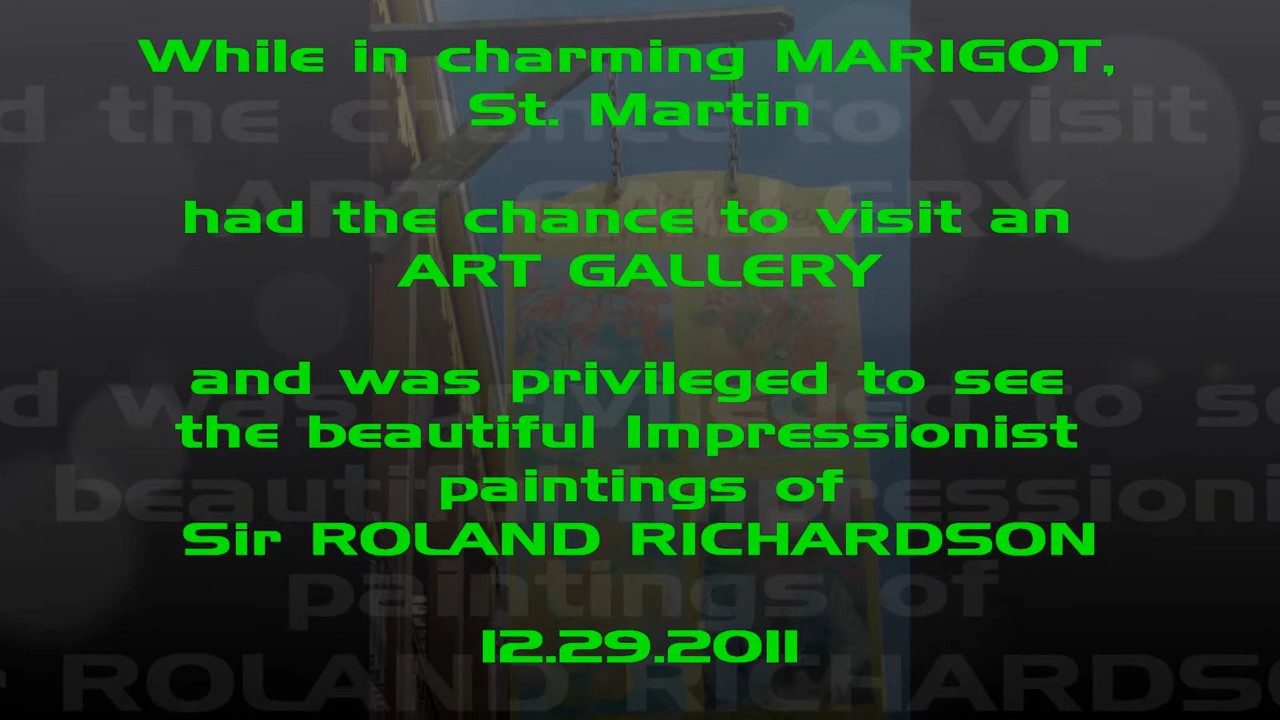 While in charming MARIGOT,
St. Martin
had the chance to visit an
ART GALLERY
and was privileged to see
the beautiful Impressionist
paintings of
Sir ROLAND RICHARDSON
12.29.2011